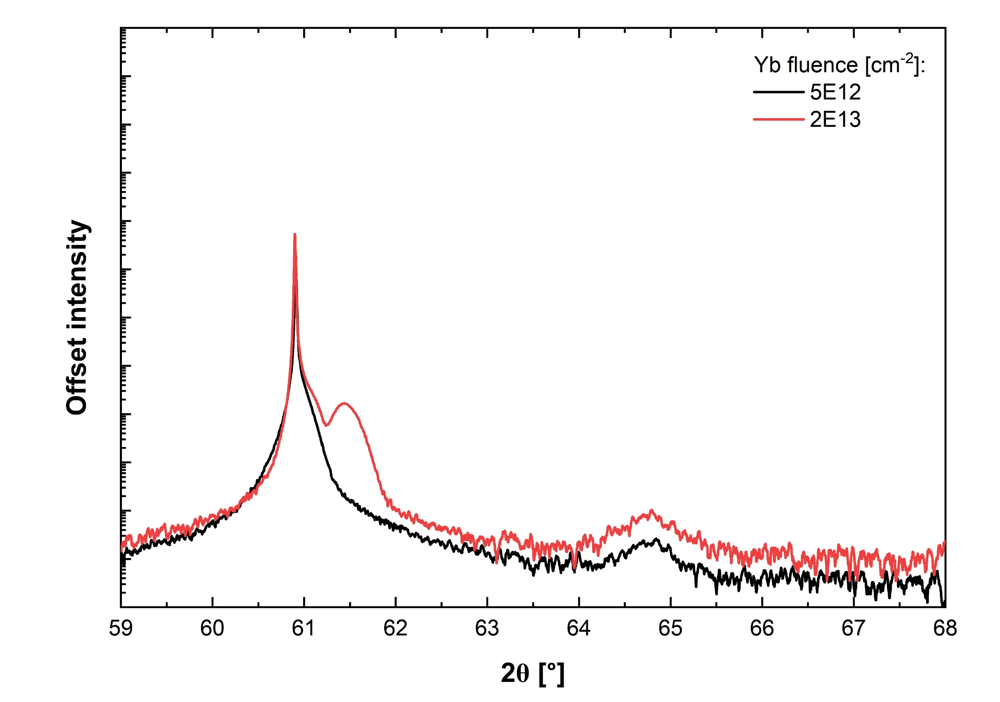 Yb fluence [cm-2]:
5E12
2E13
Offset intensity
59 60 61 62 63 64 65 66 67 68
2θ [°]